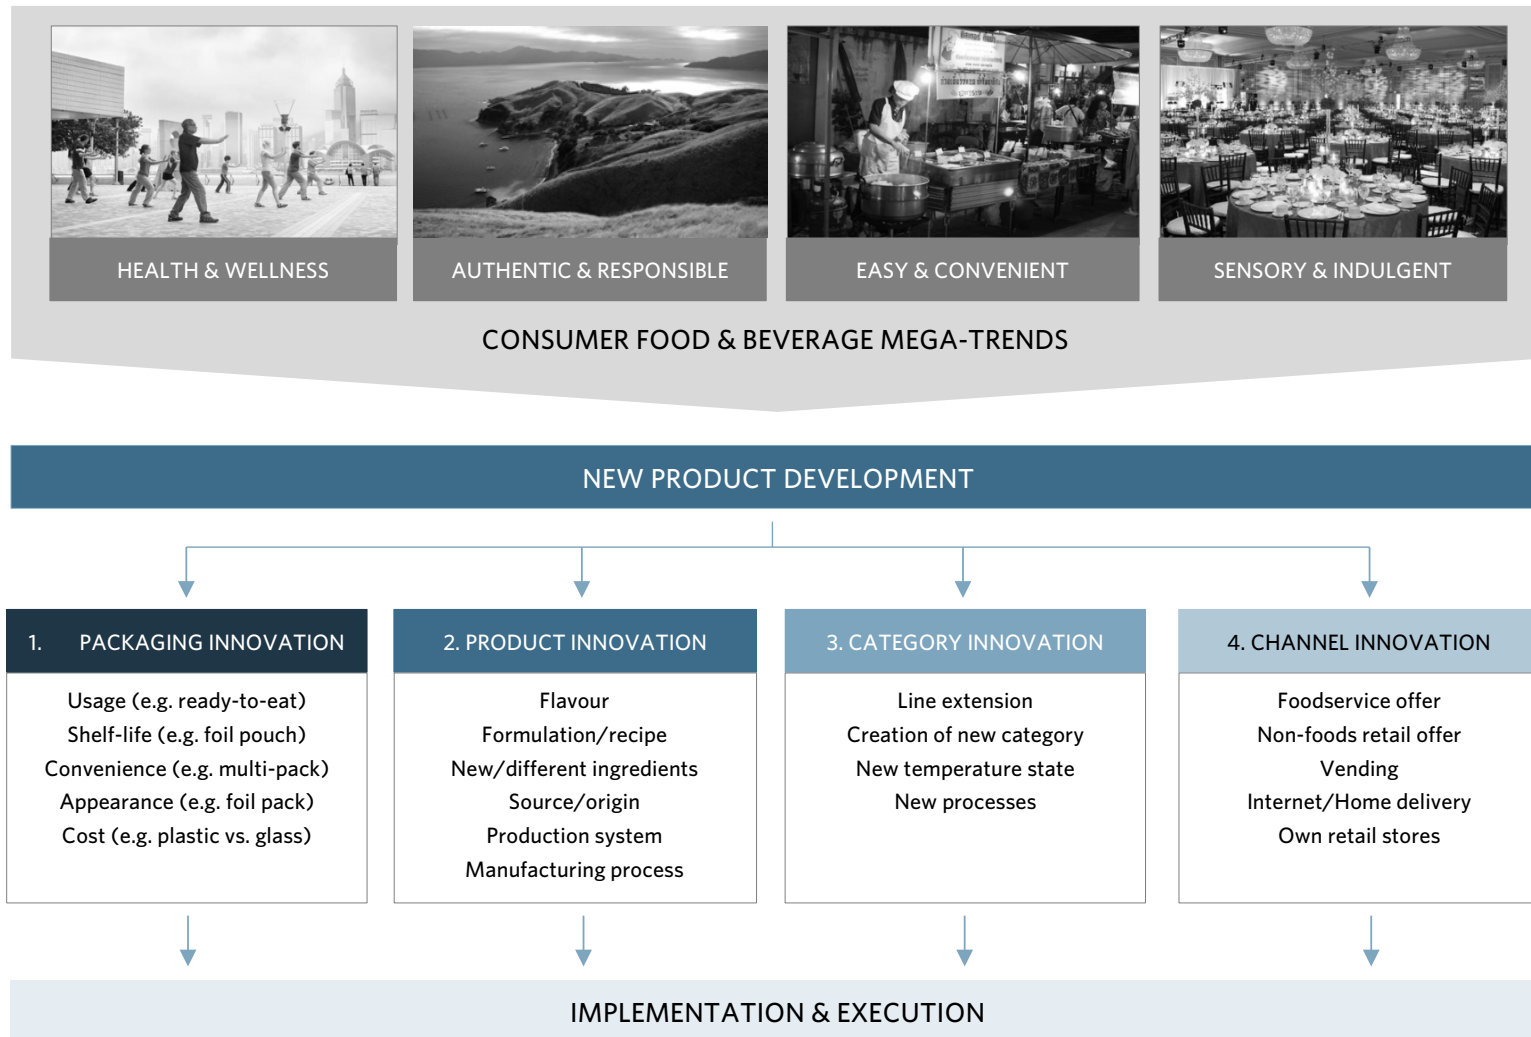 HEALTH & WELLNESS
AUTHENTIC & RESPONSIBLE
EASY & CONVENIENT
SENSORY & INDULGENT
CONSUMER FOOD & BEVERAGE MEGA-TRENDS
NEW PRODUCT DEVELOPMENT
1. PACKAGING INNOVATION
Usage (e.g. ready-to-eat)
Shelf-life (e.g. foil pouch)
Convenience (e.g. multi-pack)
Appearance (e.g. foil pack)
Cost (e.g. plastic vs. glass)
2. PRODUCT INNOVATION
Flavour
Formulation/recipe
New/different ingredients
Source/origin
Production system
Manufacturing process
3. CATEGORY INNOVATION
Line extension
Creation of new category
New temperature state
New processes
4. CHANNEL INNOVATION
Foodservice offer
Non-foods retail offer
Vending
Internet/Home delivery
Own retail stores
IMPLEMENTATION & EXECUTION